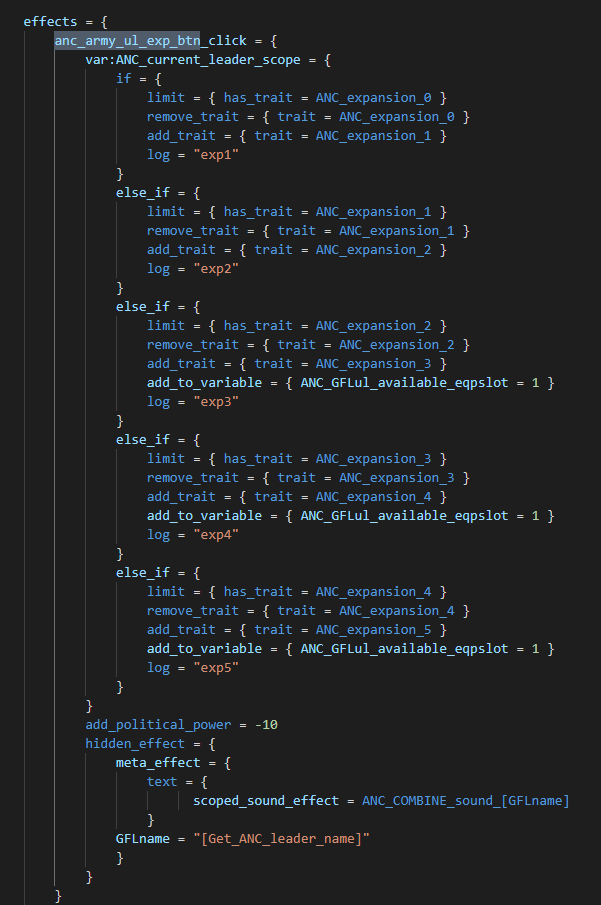 effects = {
anc_army_ul_exp_btn_click = {
var:ANC_current_leader_scope = {
if = {
limit = { has_trait = ANC_expansion_0 }
remove_trait = { trait = ANC_expansion_0 }
add_trait = { trait = ANC_expansion_1 }
log = "exp1"
}
else_if = {
limit = { has_trait = ANC_expansion_1 }
remove_trait = { trait = ANC_expansion_1 }
add_trait = { trait = ANC_expansion_2 }
log = "exp2"
}
else_if = {
limit = { has_trait = ANC_expansion_2 }
remove_trait = { trait = ANC_expansion_2 }
add_trait = { trait = ANC_expansion_3 }
add_to_variable = { ANC_GFLul_available_eqpslot = 1 }
log = "exp3"
}
else_if = {
limit = { has_trait = ANC_expansion_3 }
remove_trait = { trait = ANC_expansion_3 }
add_trait = { trait = ANC_expansion_4 }
add_to_variable = { ANC_GFLul_available_eqpslot = 1 }
log = "exp4"
}
else_if = {
limit = { has_trait = ANC_expansion_4 }
remove_trait = { trait = ANC_expansion_4 }
add_trait = { trait = ANC_expansion_5 }
add_to_variable = { ANC_GFLul_available_eqpslot = 1 }
log = "exp5"
}
}
add_political_power = -10
hidden_effect = {
meta_effect = {
text = {
scoped_sound_effect = ANC_COMBINE_sound_[GFLname]
}
GFLname = "[Get_ANC_leader_name]"
}
}
}